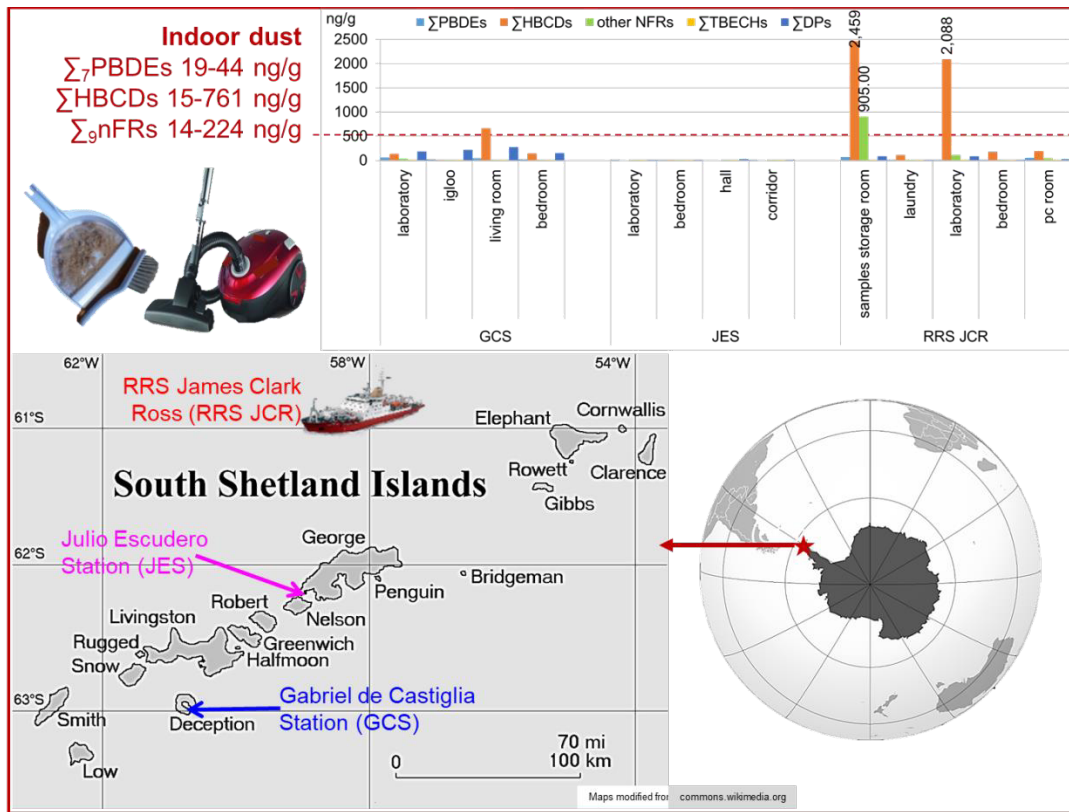 Indoor dust
∑7PBDEs 19-44 ng/g
∑HBCDs 15-761 ng/g
∑9nFRs 14-224 ng/g
ng/g
∑PBDEs ∑HBCDs other NFRs ∑TBECHs ∑DPs
2500
2000
1500
1000
500
0
2,459
905.00
2,088
laboratory
igloo
living room
bedroom
laboratory
bedroom
hall
corridor
samples storage room
laundry
laboratory
bedroom
pc room
GCS JES RRS JCR
62°W 58°W 54°W
RRS James Clark
Ross (RRS JCR)
61°S
Elephant
Cornwallis
Rowett
Clarence
Gibbs
South Shetland Islands
Julio Escudero
Station (JES)
George
62°S
Bridgeman
Penguin
Robert
Nelson
Livingston
Greenwich
Rugged
Halfmoon
Snow
63°S
Gabriel de Castiglia
Station (GCS)
Smith
Deception
Low
70 mi
0 100 km
Maps modified from commons.wikimedia.org